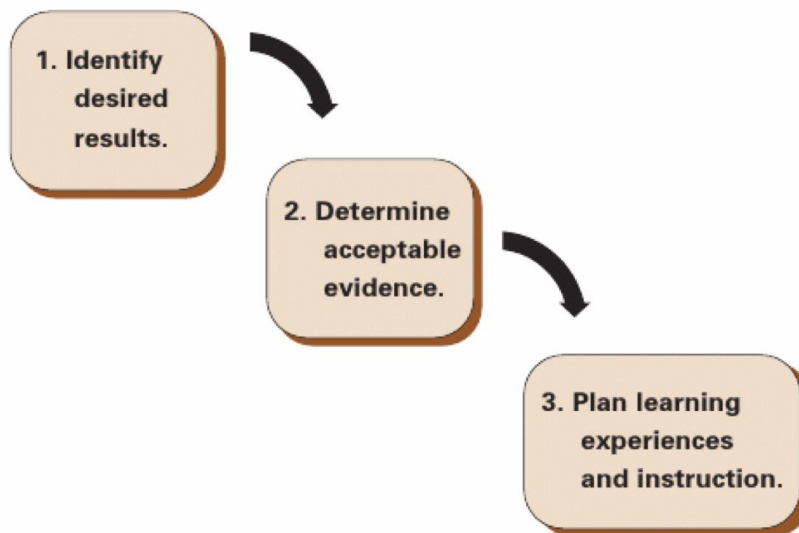 1. Identify
desired
results.
2. Determine
acceptable
evidence.
3. Plan learning
experiences
and instruction.